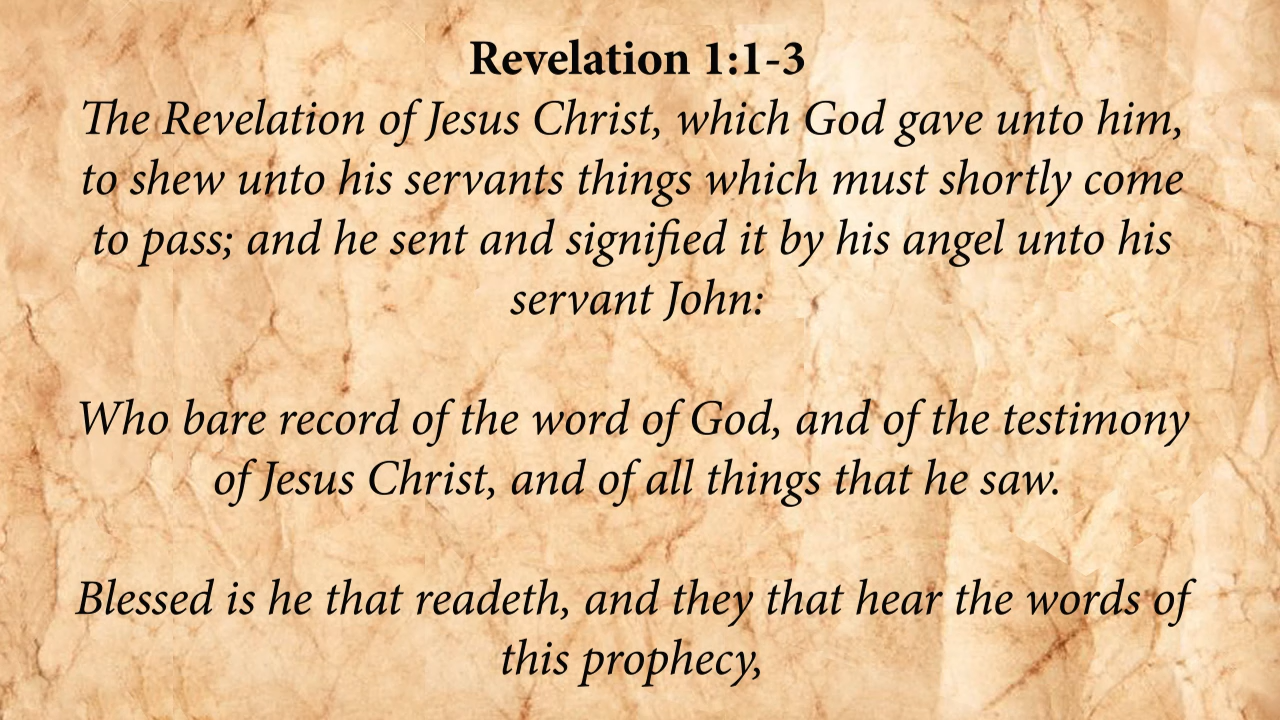 Revelation 1:1-3
The Revelation of Jesus Christ, which God gave unto him,
to shew unto his servants things which must shortly come
to pass; and he sent and signified it by his angel unto his
servant John:
Who bare record of the word of God, and of the testimony
of Jesus Christ, and of all things that he saw.
Blessed is he that readeth, and they that hear the words of
this prophecy,